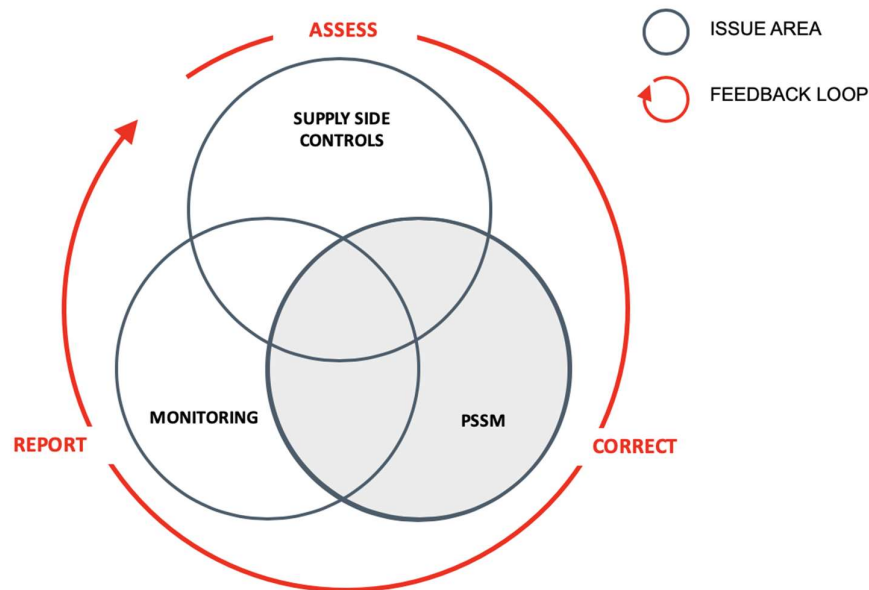 ASSESS
ISSUE AREA
FEEDBACK LOOP
SUPPLY SIDE
CONTROLS
MONITORING
PSSM
REPORT
CORRECT